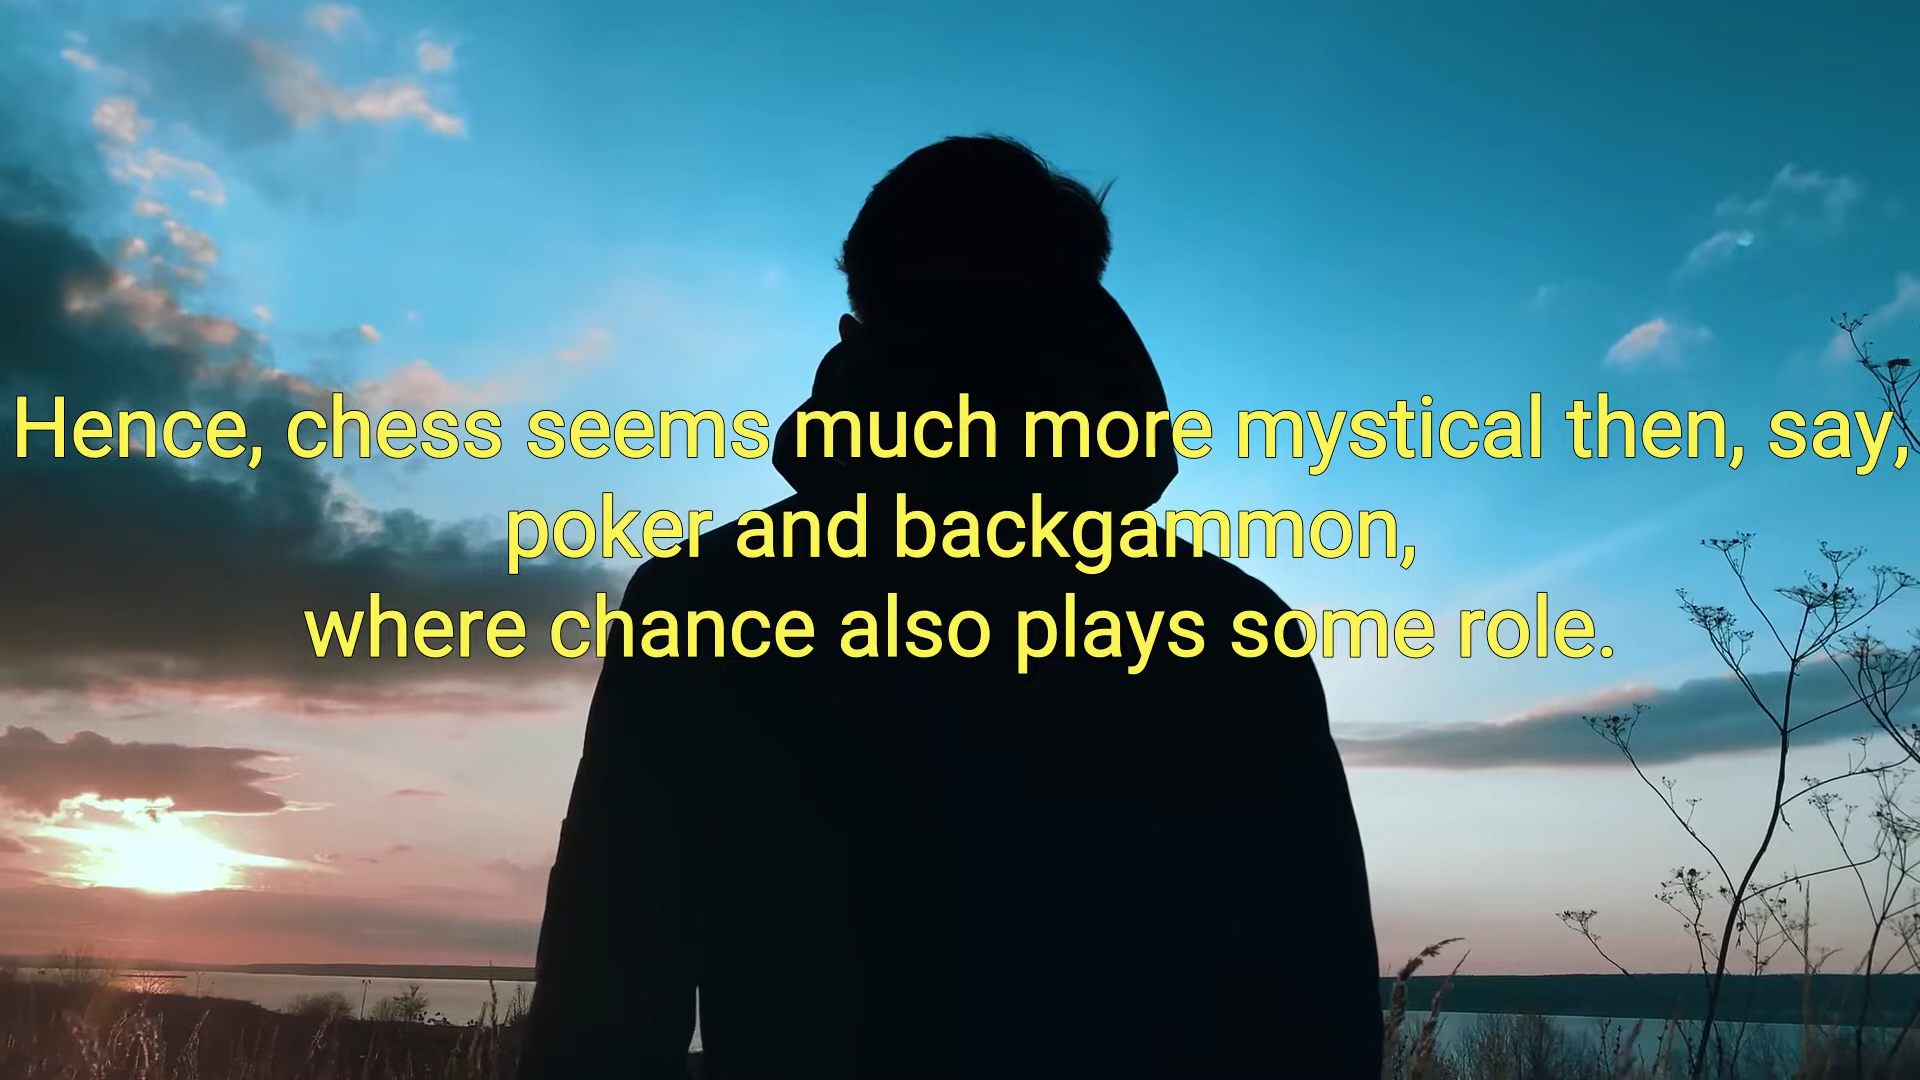 Hence, chess seems much more mystical then, say,
poker and backgammon,
where chance also plays some role.